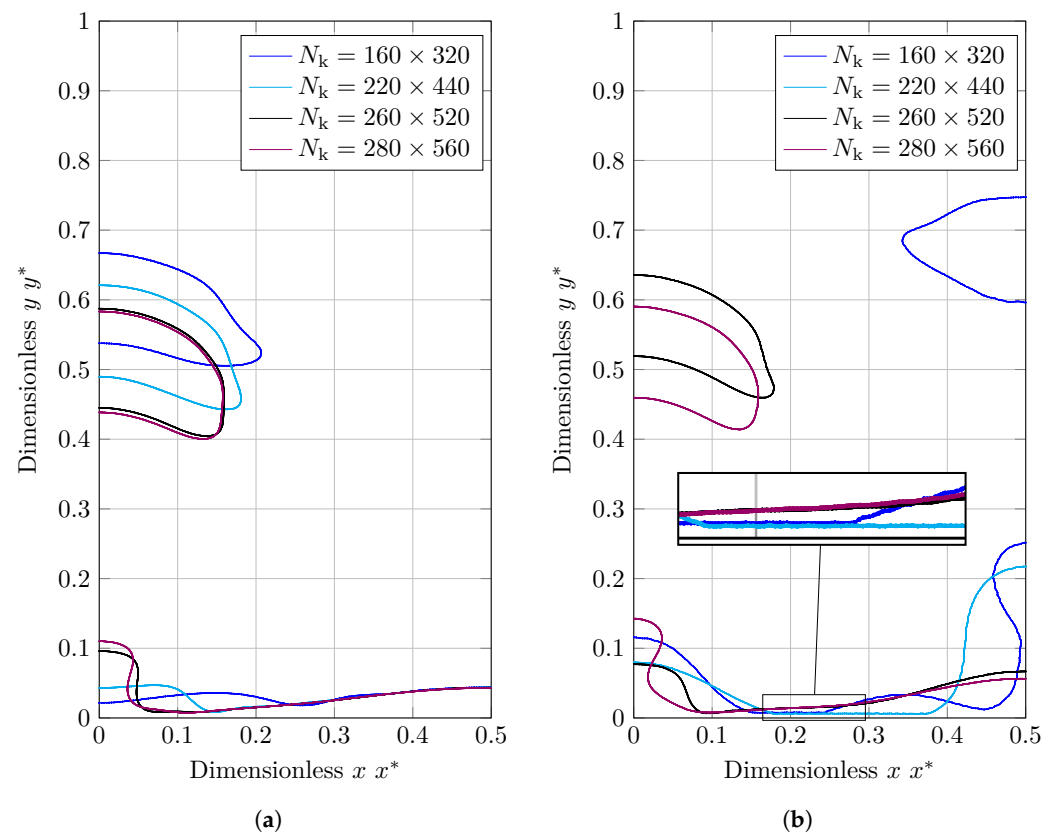 1
0.9
0.8
0.7
0.6
0.5
0.4
0.3
0.2
0.1
0
0 0.1 0.2 0.3 0.4 0.5
Dimensionless y y*
Dimensionless x x*
N_k = 160 × 320
N_k = 220 × 440
N_k = 260 × 520
N_k = 280 × 560
(a)
1
0.9
0.8
0.7
0.6
0.5
0.4
0.3
0.2
0.1
0
0 0.1 0.2 0.3 0.4 0.5
Dimensionless y y*
Dimensionless x x*
N_k = 160 × 320
N_k = 220 × 440
N_k = 260 × 520
N_k = 280 × 560
(b)